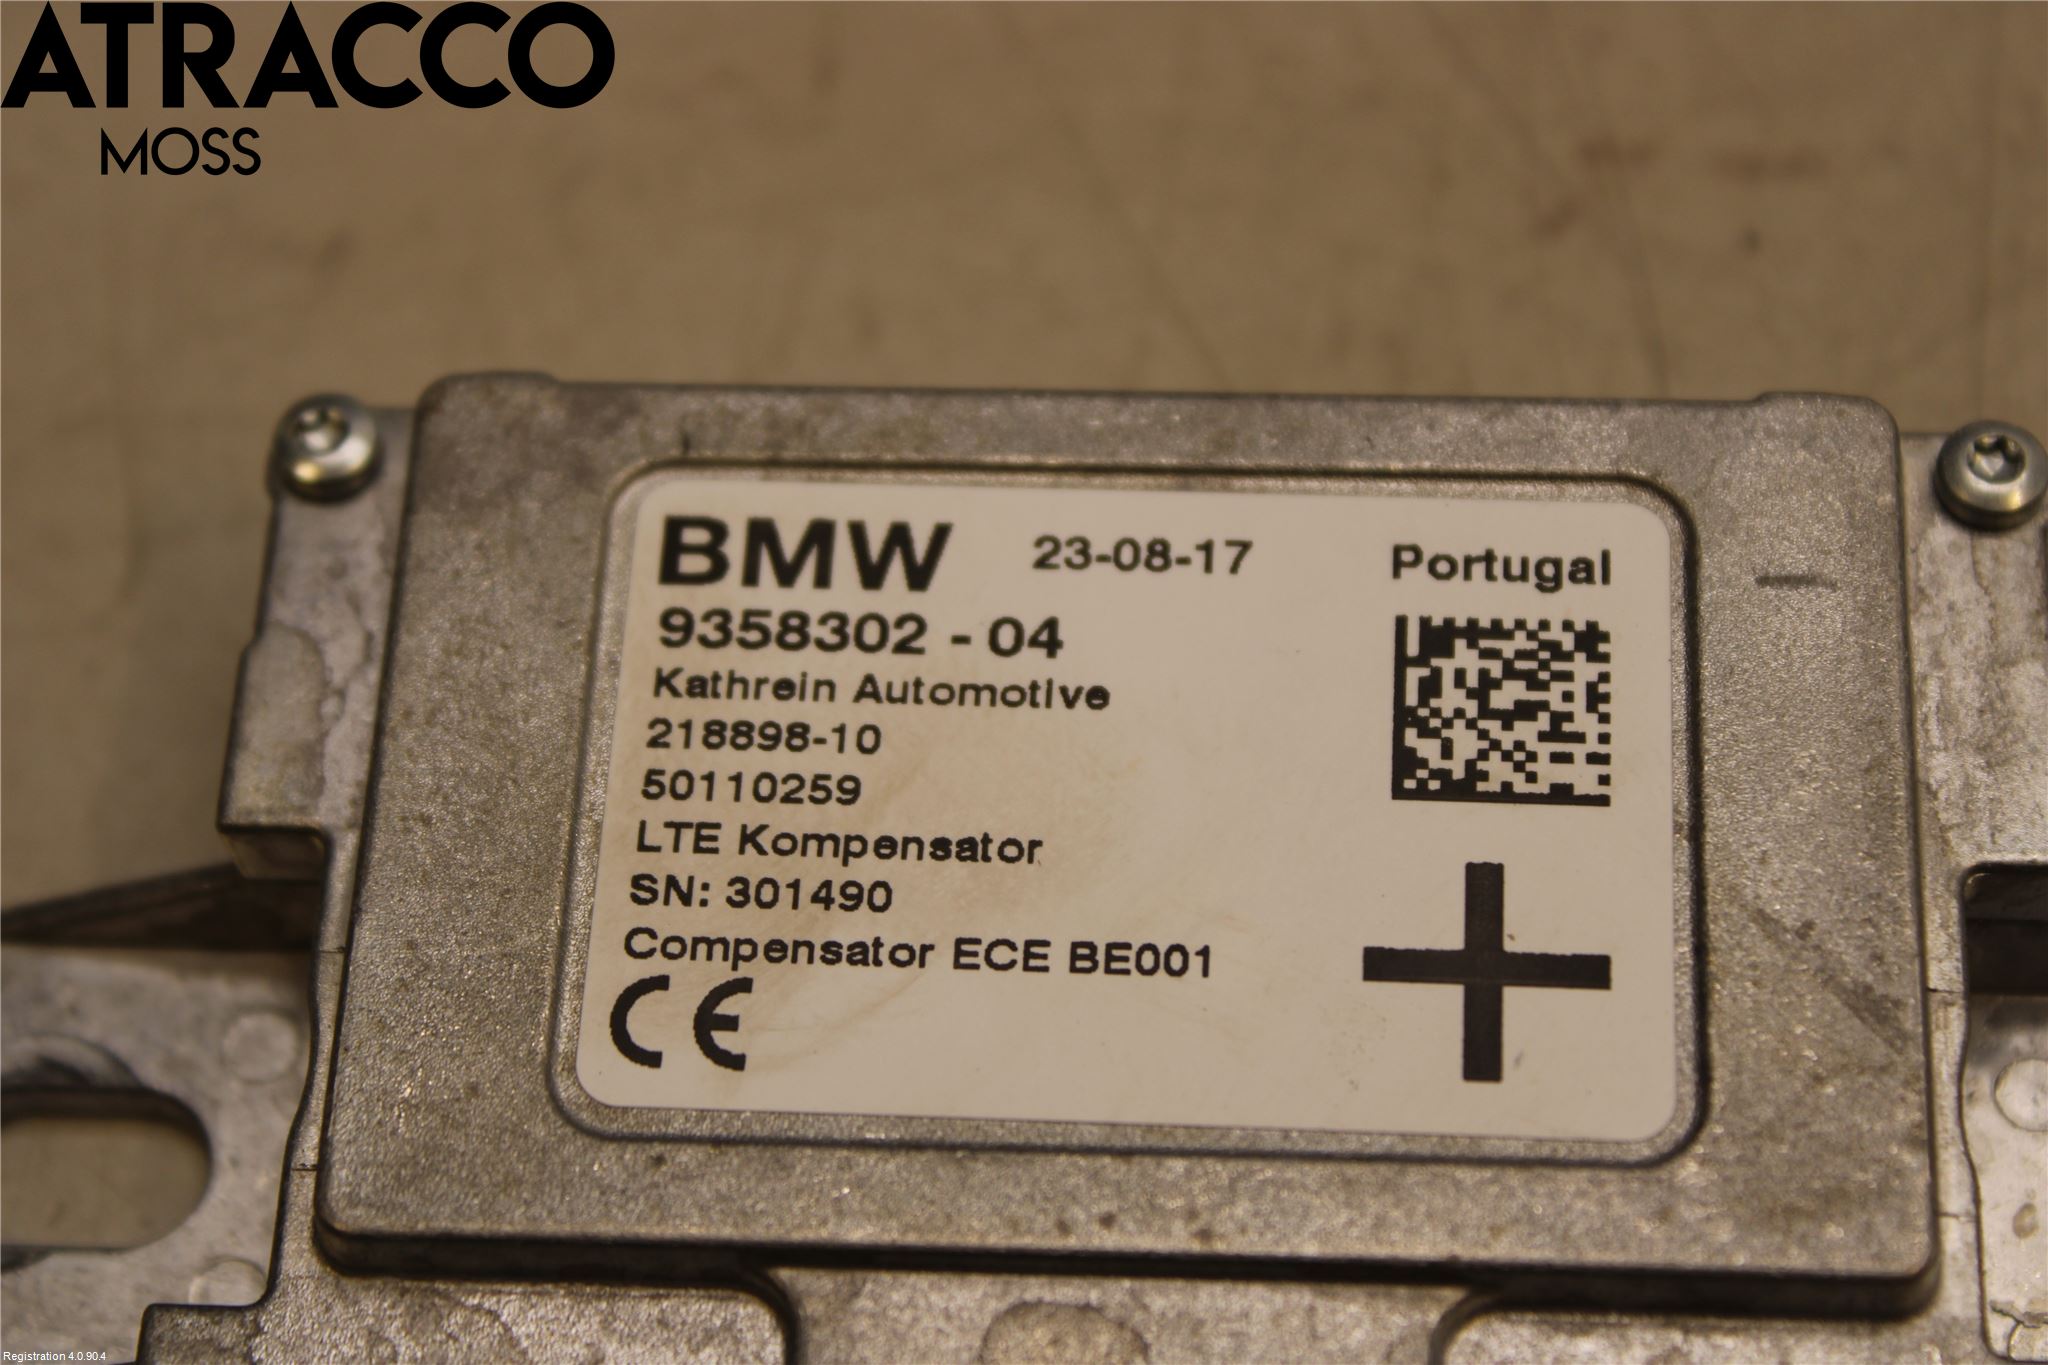 ATRACCO
MOSS
BMW 23-08-17 Portugal
9358302 - 04
Kathrein Automotive
218898-10
50110259
LTE Kompensator
SN: 301490
Compensator ECE BE001
CE
Registration 4.0.90.4